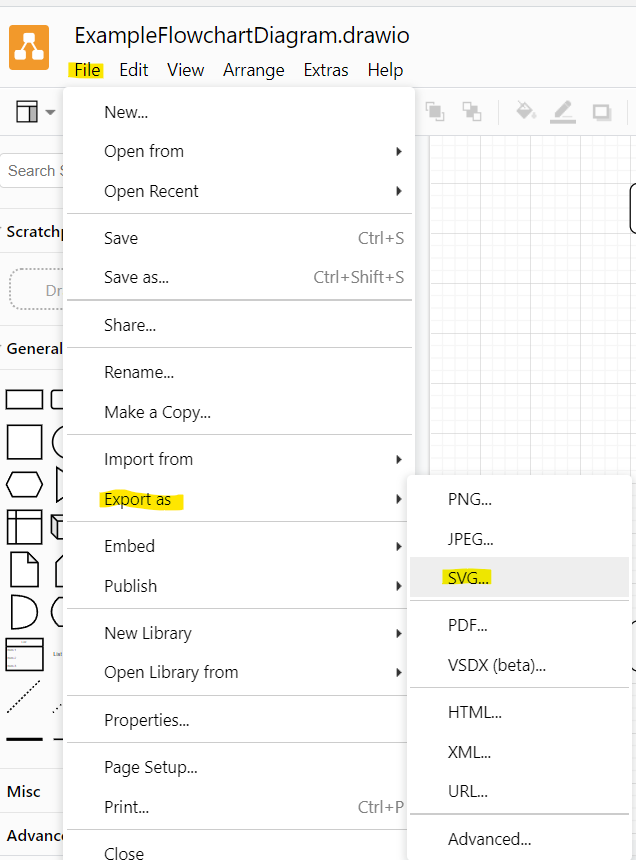 ExampleFlowchartDiagram.drawio
File Edit View Arrange Extras Help
New...
Open from
Open Recent
Save Ctrl+S
Save as... Ctrl+Shift+S
Share...
Rename...
Make a Copy...
Import from
Export as
Embed
Publish
New Library
Open Library from
Properties...
Page Setup...
Print... Ctrl+P
Close
PNG...
JPEG...
SVG...
PDF...
VSDX (beta)...
HTML...
XML...
URL...
Advanced...
Search
Scratchp
Dr
General
List
Misc
Advanc